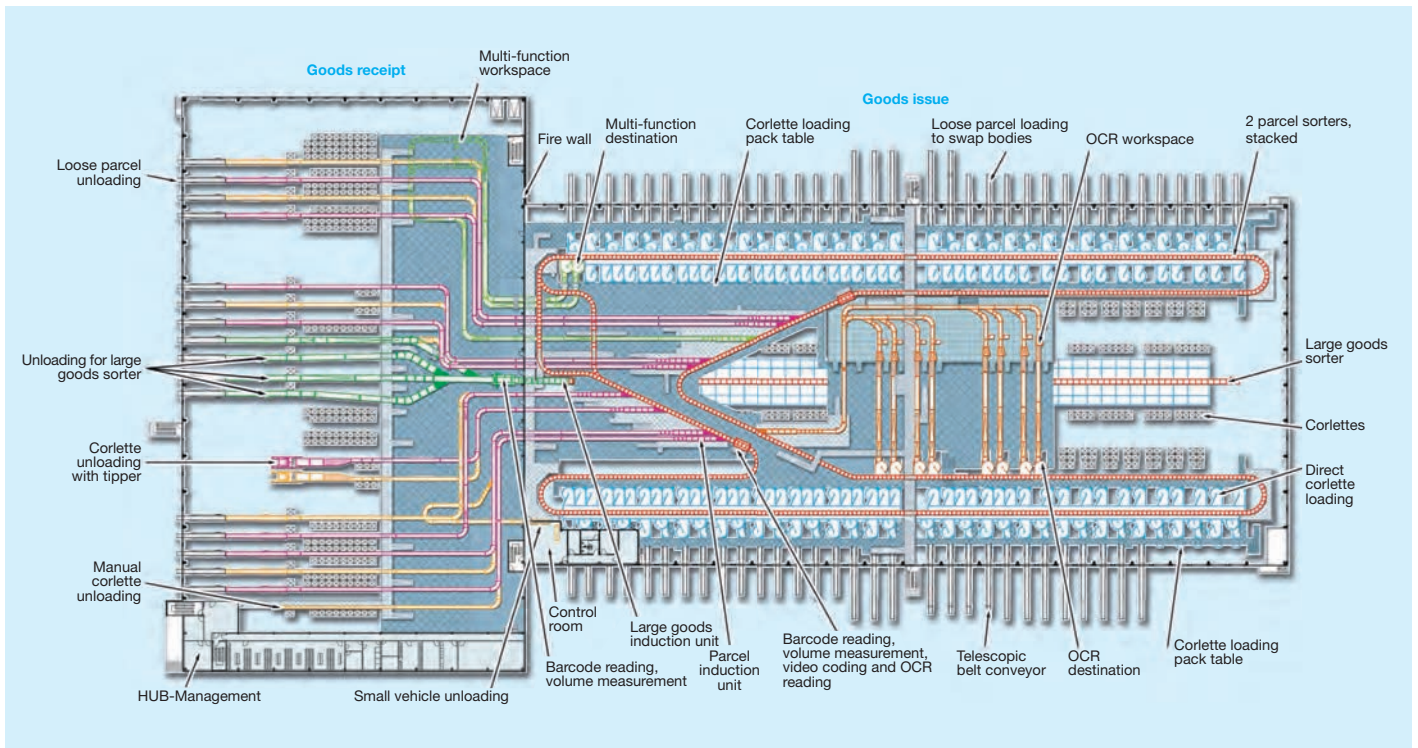 Goods receipt
Multi-function
workspace
Goods issue
Loose parcel
unloading
Fire wall
Multi-function
destination
Corlette loading
pack table
Loose parcel loading
to swap bodies
OCR workspace
2 parcel sorters,
stacked
Unloading for large
goods sorter
Large goods
sorter
Corlettes
Corlette
unloading
with tipper
Direct
corlette
loading
Manual
corlette
unloading
HUB-Management
Small vehicle unloading
Barcode reading,
volume measurement
Control
room
Large goods
induction unit
Parcel
induction
unit
Barcode reading,
volume measurement,
video coding and OCR
reading
Telescopic
belt conveyor
OCR
destination
Corlette loading
pack table